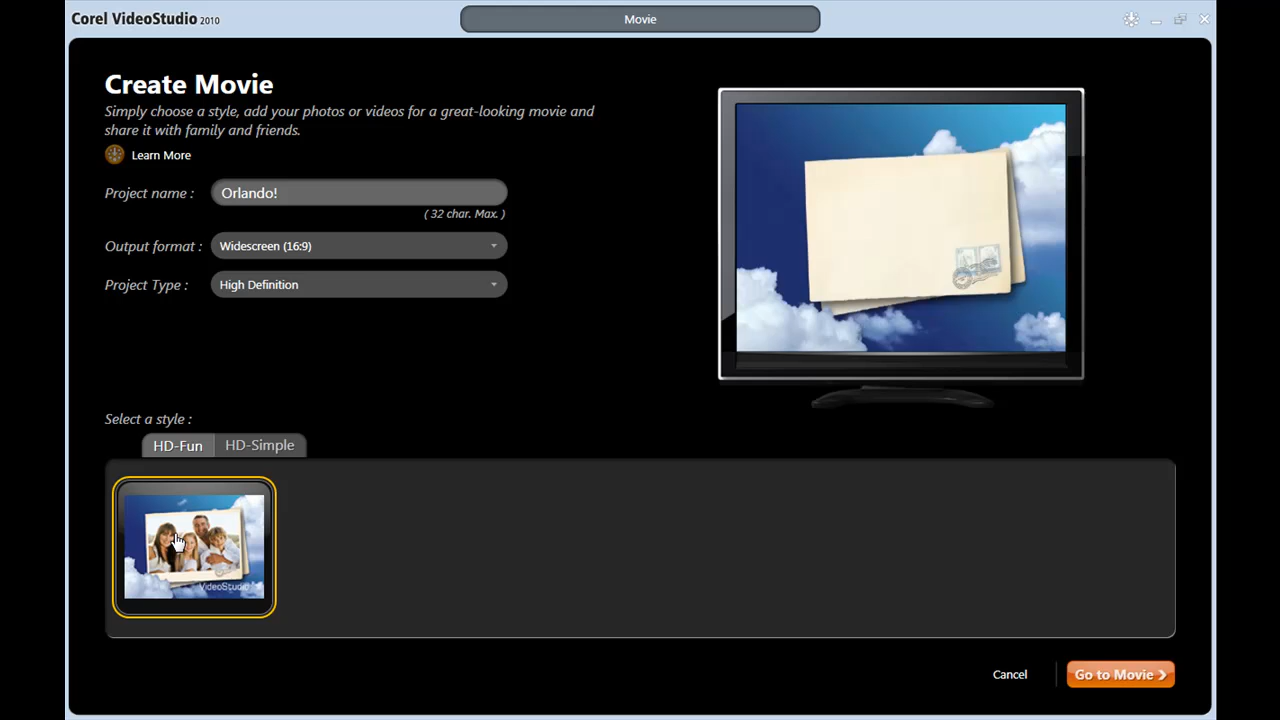 Corel VideoStudio 2010
Movie
Create Movie
Simply choose a style, add your photos or videos for a great-looking movie and
share it with family and friends.
Learn More
Project name :
Orlando!
( 32 char. Max. )
Output format :
Widescreen (16:9)
Project Type :
High Definition
Select a style :
HD-Fun
HD-Simple
VideoStudio
Cancel
Go to Movie